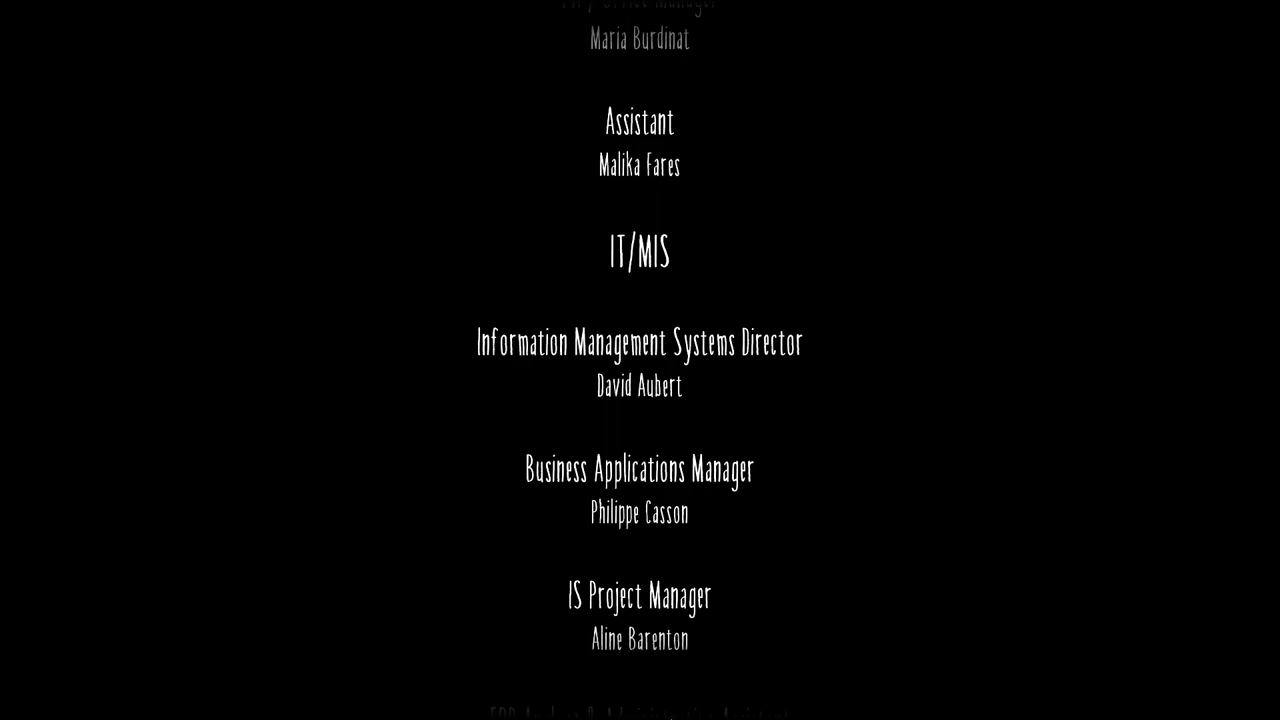 Manager
Maria Burdinat
Assistant
Malika Fares
IT/MIS
Information Management Systems Director
David Aubert
Business Applications Manager
Philippe Casson
IS Project Manager
Aline Barenton